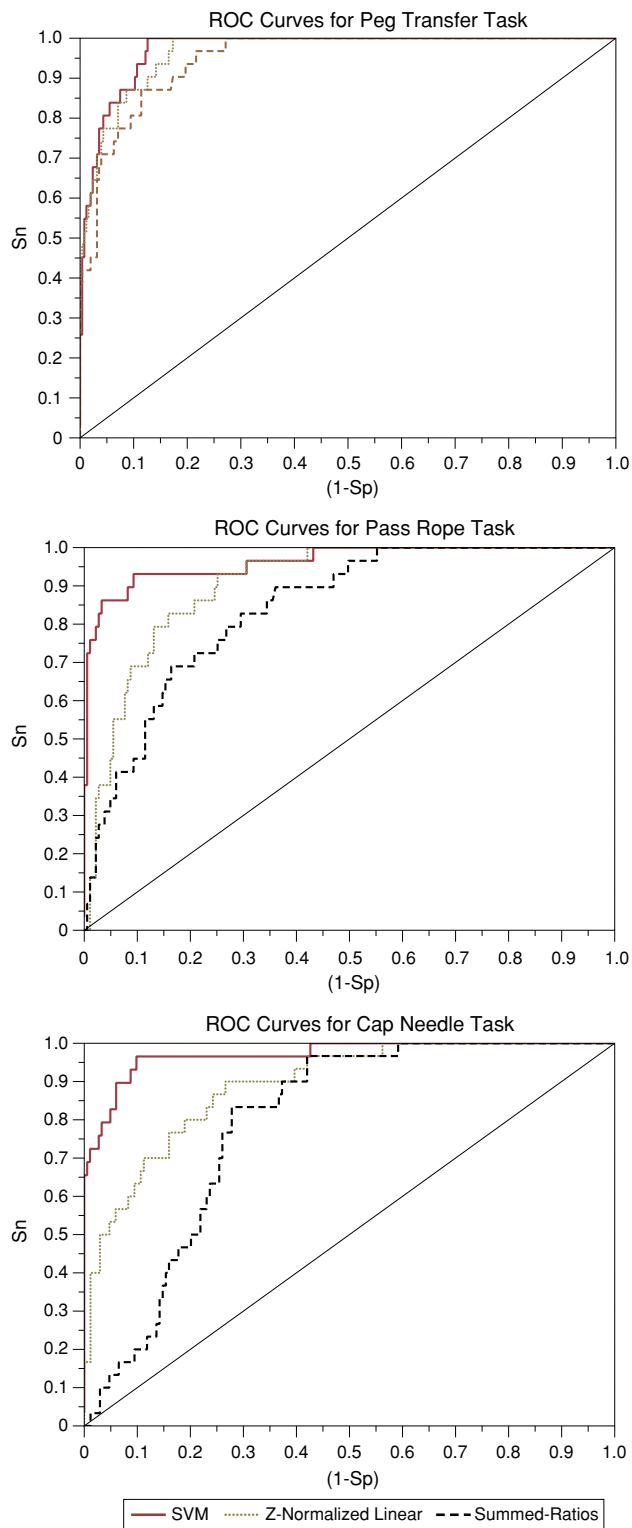 ROC Curves for Peg Transfer Task
1.0
0.9
0.8
0.7
0.6
0.5
0.4
0.3
0.2
0.1
0
Sn
0 0.1 0.2 0.3 0.4 0.5 0.6 0.7 0.8 0.9 1.0
(1-Sp)
ROC Curves for Pass Rope Task
1.0
0.9
0.8
0.7
0.6
0.5
0.4
0.3
0.2
0.1
0
Sn
0 0.1 0.2 0.3 0.4 0.5 0.6 0.7 0.8 0.9 1.0
(1-Sp)
ROC Curves for Cap Needle Task
1.0
0.9
0.8
0.7
0.6
0.5
0.4
0.3
0.2
0.1
0
Sn
0 0.1 0.2 0.3 0.4 0.5 0.6 0.7 0.8 0.9 1.0
(1-Sp)
SVM Z-Normalized Linear Summed-Ratios